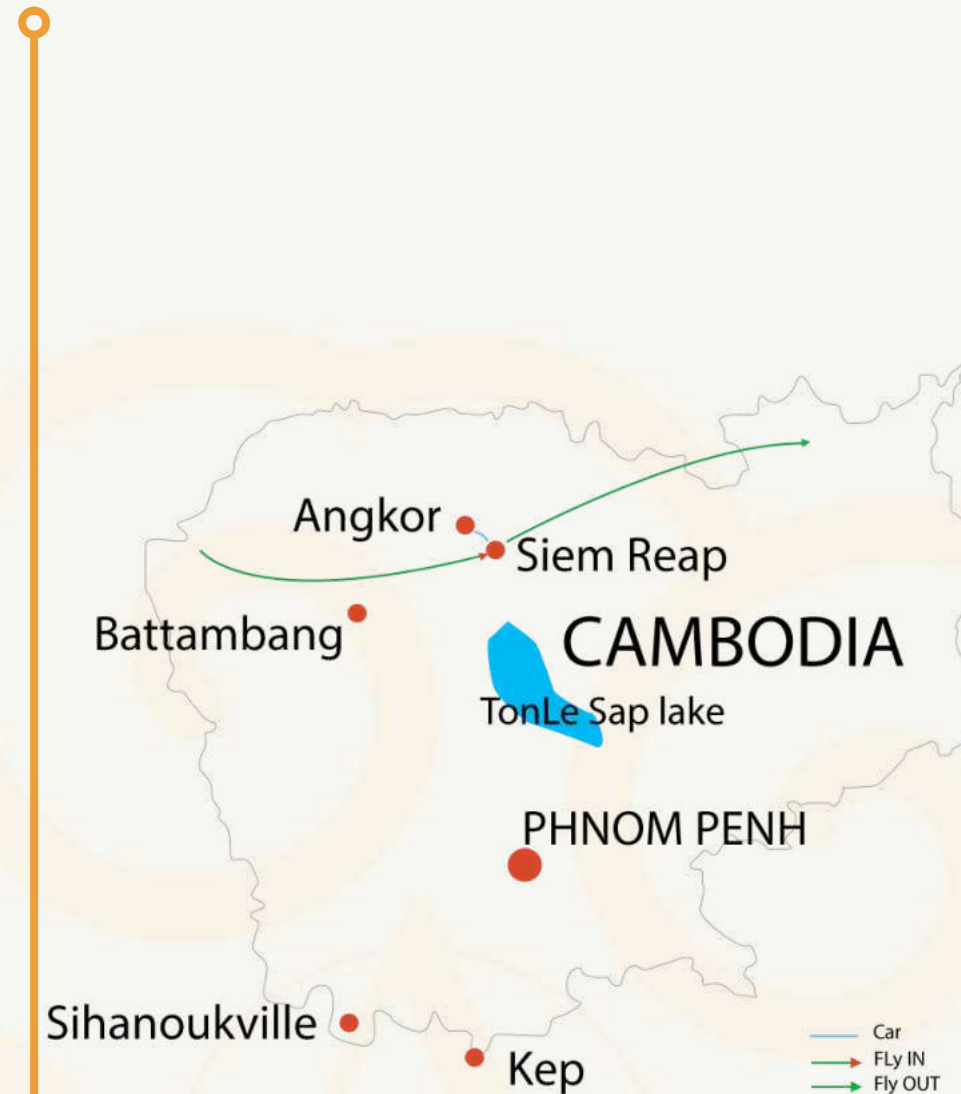 Angkor
Siem Reap
Battambang
CAMBODIA
TonLe Sap lake
PHNOM PENH
Sihanoukville
Kep
Car
FLy IN
Fly OUT